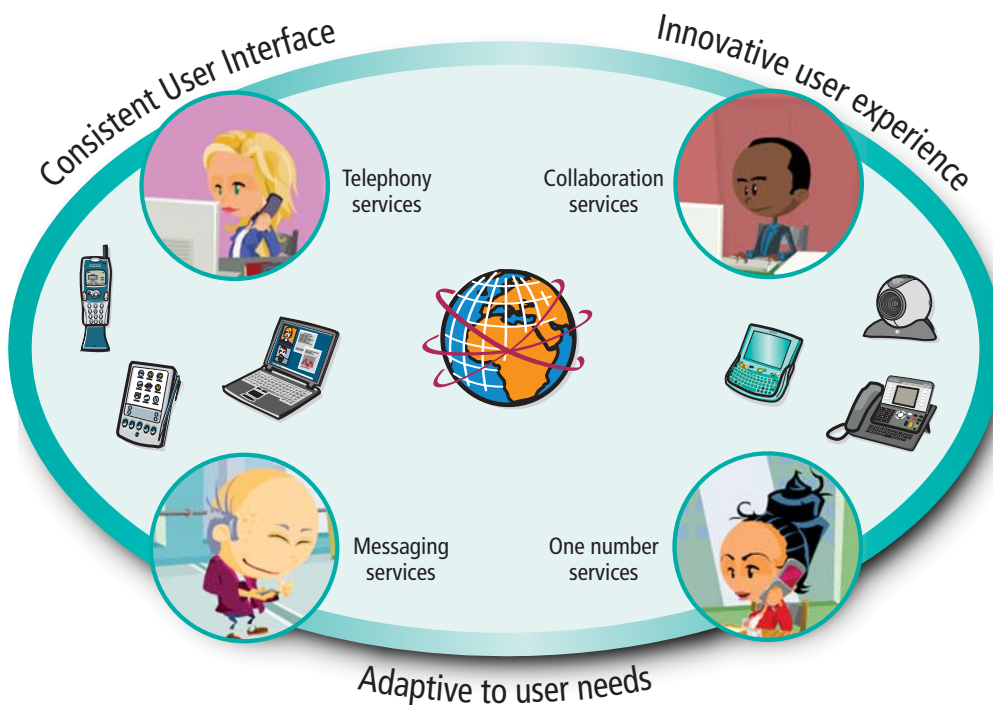 Consistent User Interface
Innovative user experience
Telephony
services
Collaboration
services
Messaging
services
One number
services
Adaptive to user needs